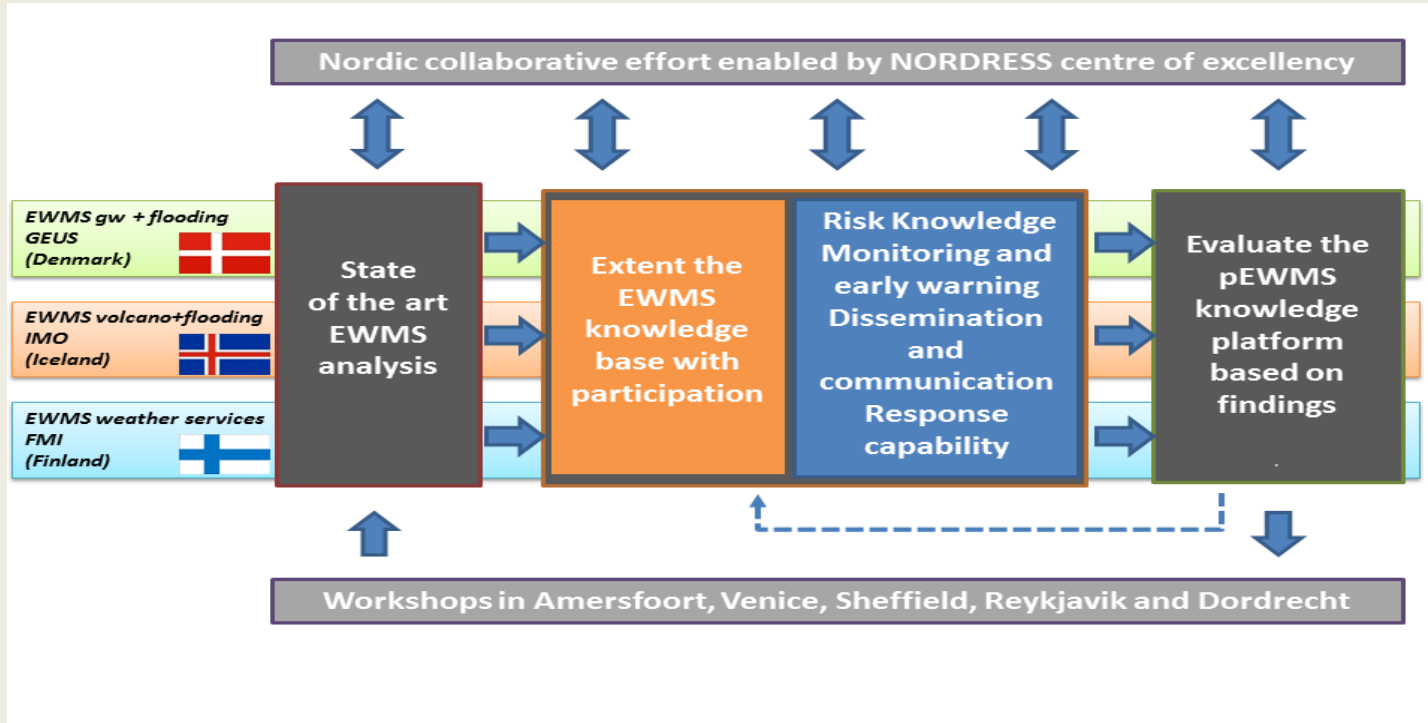 Nordic collaborative effort enabled by NORDRESS centre of excellency
EWMS gw + flooding
GEUS
(Denmark)
EWMS volcano+flooding
IMO
(Iceland)
EWMS weather services
FMI
(Finland)
State
of the art
EWMS
analysis
Extent the
EWMS
knowledge
base with
participation
Risk Knowledge
Monitoring and
early warning
Dissemination
and
communication
Response
capability
Evaluate the
pEWMS
knowledge
platform
based on
findings
.
Workshops in Amersfoort, Venice, Sheffield, Reykjavik and Dordrecht